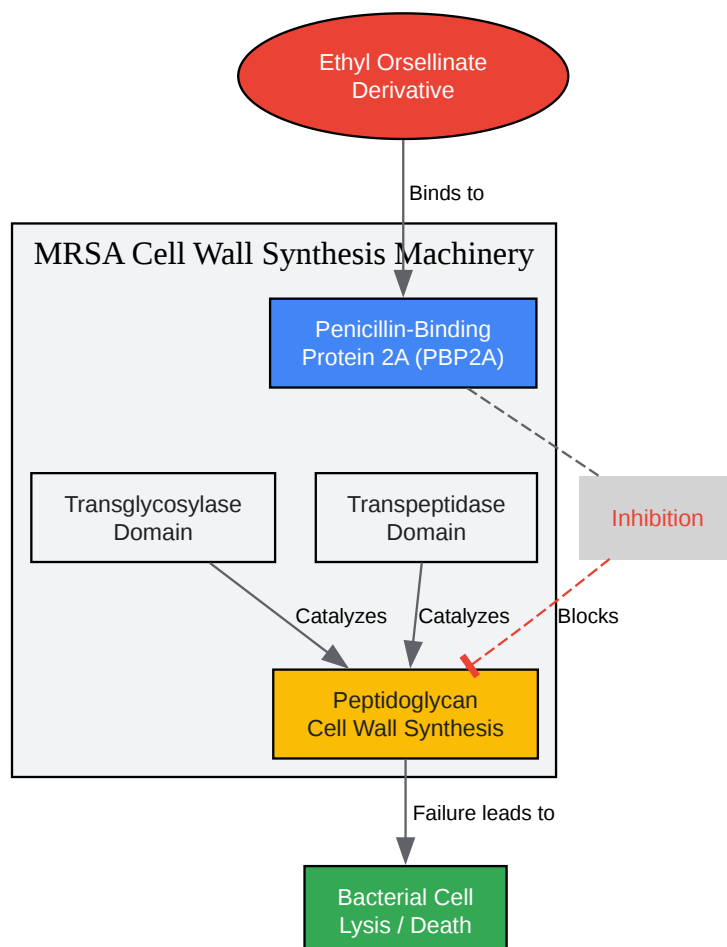 Ethyl Orsellinate
Derivative
Binds to
MRSA Cell Wall Synthesis Machinery
Penicillin-Binding
Protein 2A (PBP2A)
Transglycosylase
Domain
Transpeptidase
Domain
Inhibition
Catalyzes
Catalyzes
Blocks
Peptidoglycan
Cell Wall Synthesis
Failure leads to
Bacterial Cell
Lysis / Death